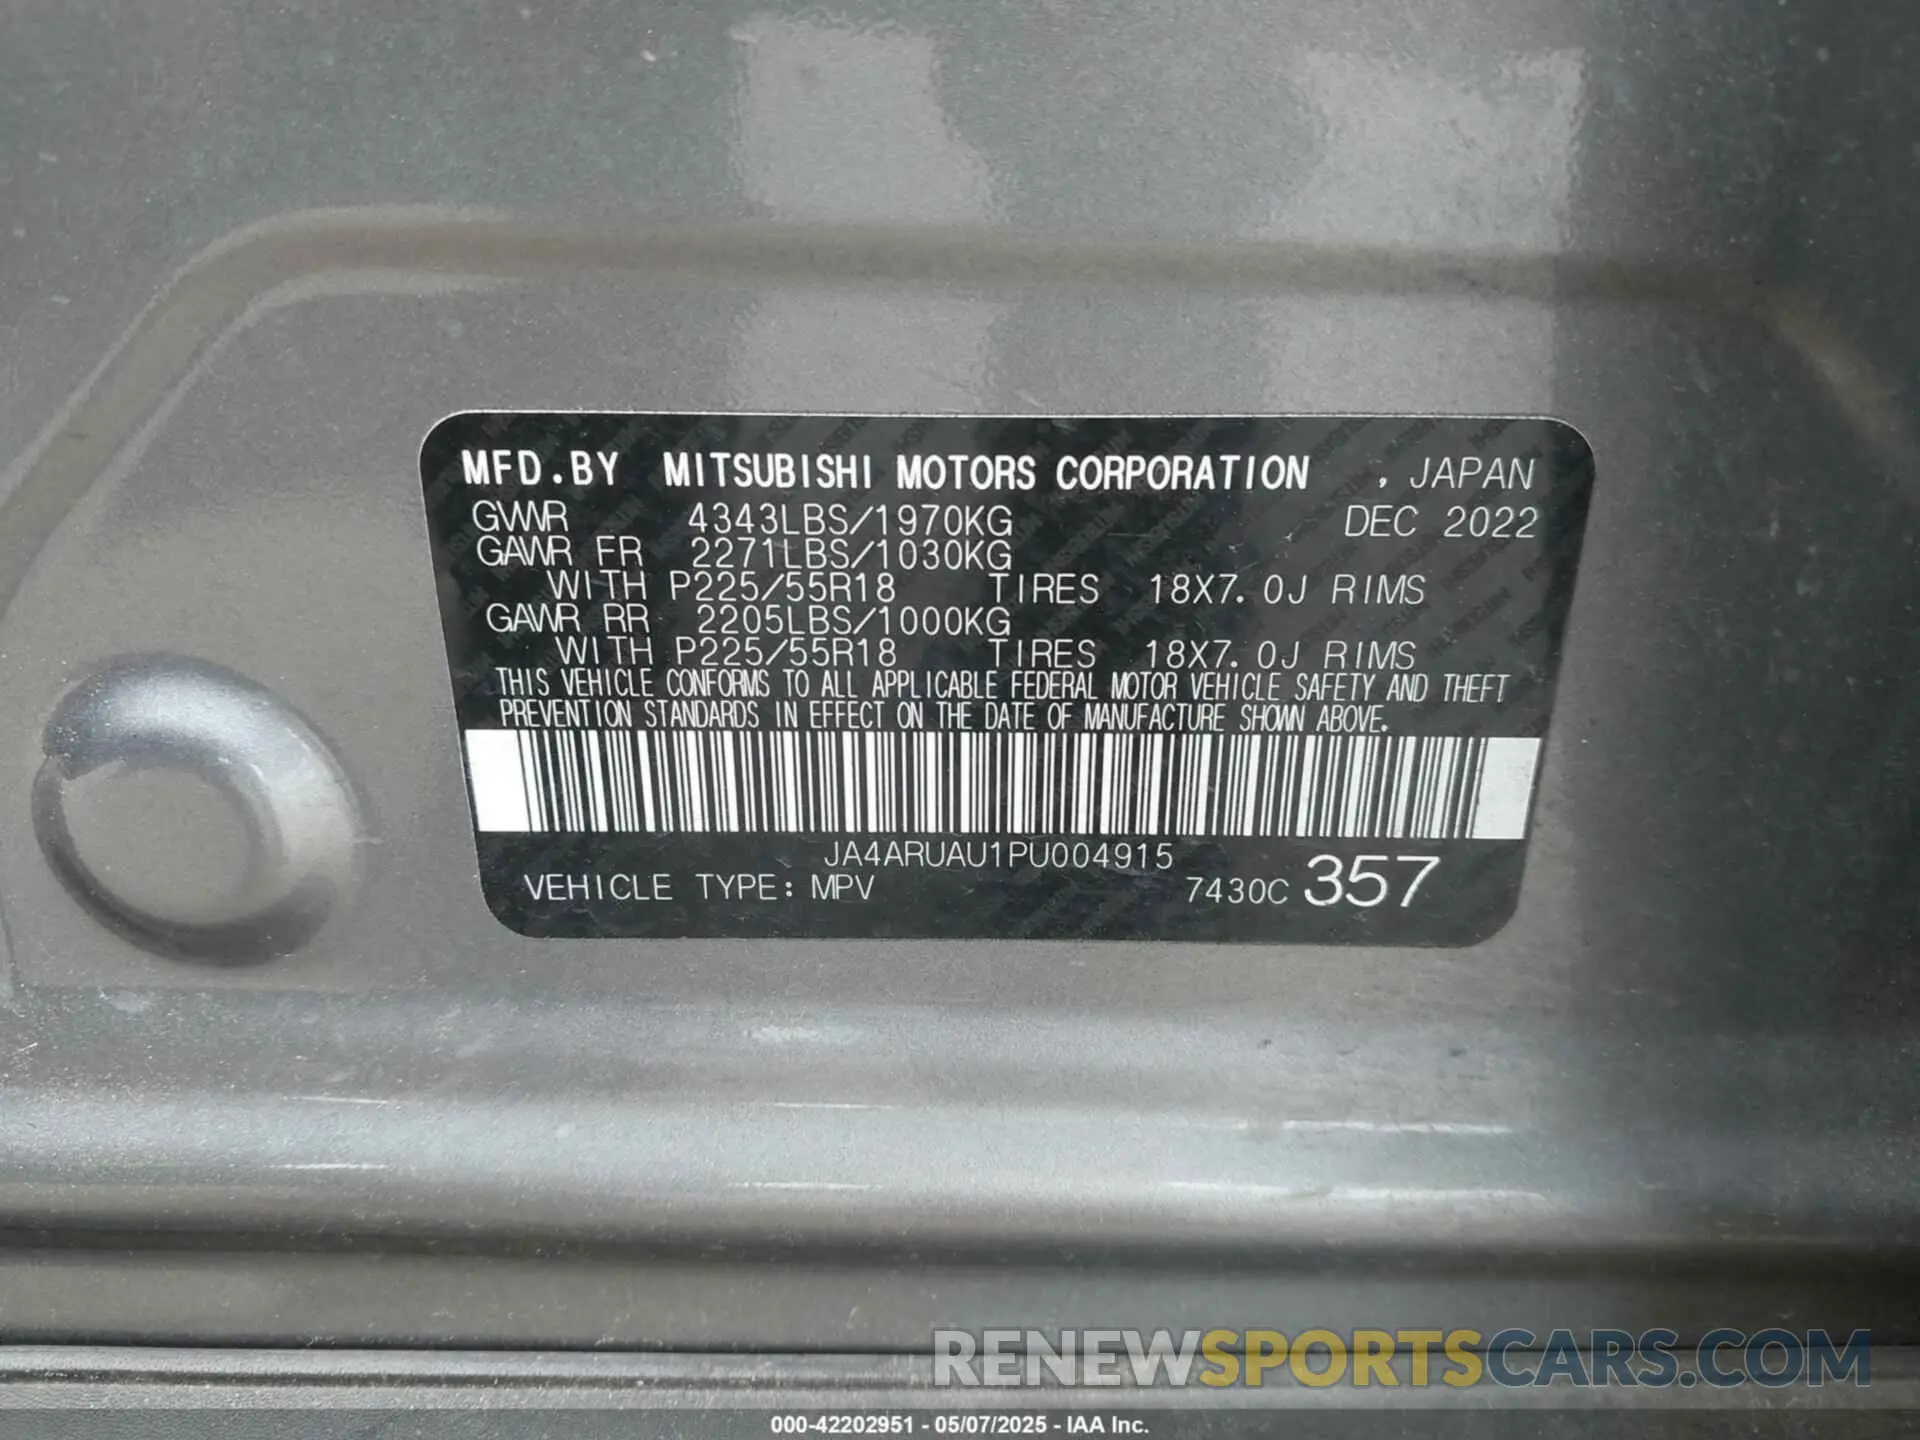 MFD.BY MITSUBISHI MOTORS CORPORATION , JAPAN
GVWR 4343LBS/1970KG DEC 2022
GAWR FR 2271LBS/1030KG
WITH P225/55R18 TIRES 18X7.0J RIMS
GAWR RR 2205LBS/1000KG
WITH P225/55R18 TIRES 18X7.0J RIMS
THIS VEHICLE CONFORMS TO ALL APPLICABLE FEDERAL MOTOR VEHICLE SAFETY AND THEFT
PREVENTION STANDARDS IN EFFECT ON THE DATE OF MANUFACTURE SHOWN ABOVE.
JA4ARUAU1PU004915
VEHICLE TYPE: MPV 7430C 357
RENEWSPORTSCARS.COM
000-42202951 - 05/07/2025 - IAA Inc.